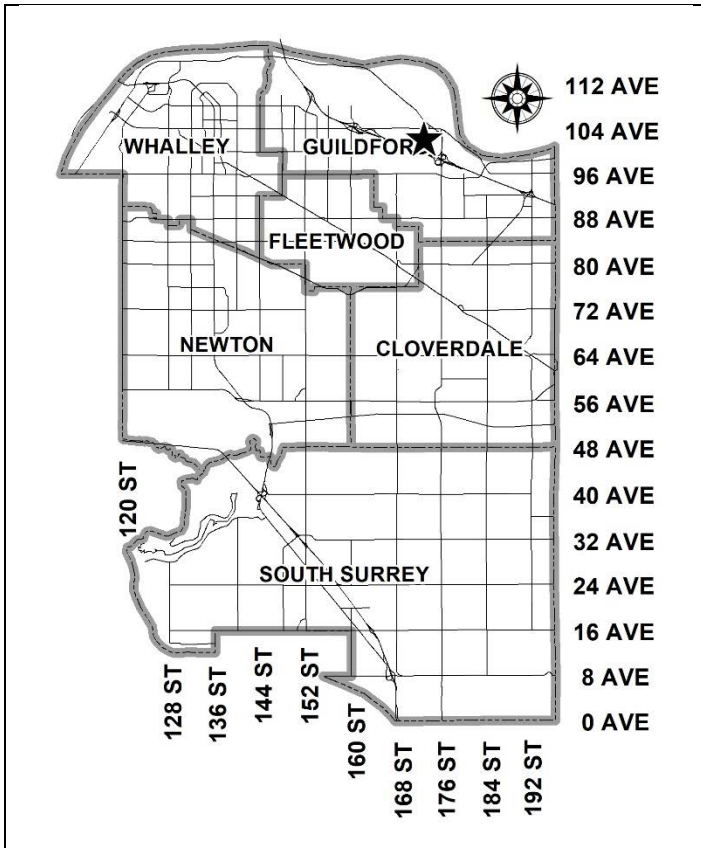 112 AVE
104 AVE
WHALLEY
GUILDFOR
96 AVE
88 AVE
FLEETWOOD
80 AVE
72 AVE
NEWTON
CLOVERDALE
64 AVE
56 AVE
48 AVE
120 ST
40 AVE
32 AVE
SOUTH SURREY
24 AVE
16 AVE
8 AVE
0 AVE
128 ST
136 ST
144 ST
152 ST
160 ST
168 ST
176 ST
184 ST
192 ST